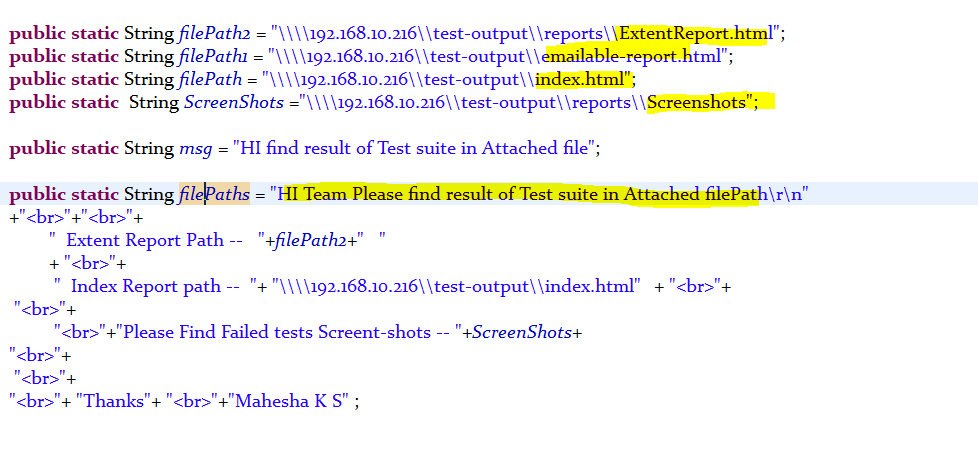 public static String filePath2 = "\\\\192.168.10.216\\test-output\\reports\\ExtentReport.html";
public static String filePath1 = "\\\\192.168.10.216\\test-output\\emailable-report.html";
public static String filePath = "\\\\192.168.10.216\\test-output\\index.html";
public static String ScreenShots ="\\\\192.168.10.216\\test-output\\reports\\Screenshots";
public static String msg = "HI find result of Test suite in Attached file";
public static String filePaths = "HI Team Please find result of Test suite in Attached filePath\r\n"
+"<br>"+"<br>"+
" Extent Report Path -- "+filePath2+" "
+ "<br>"+
" Index Report path -- "+ "\\\\192.168.10.216\\test-output\\index.html" + "<br>"+
"<br>"+
"<br>"+"Please Find Failed tests Screent-shots -- "+ScreenShots+
"<br>"+
"<br>"+
"<br>"+ "Thanks"+ "<br>"+"Mahesha K S" ;